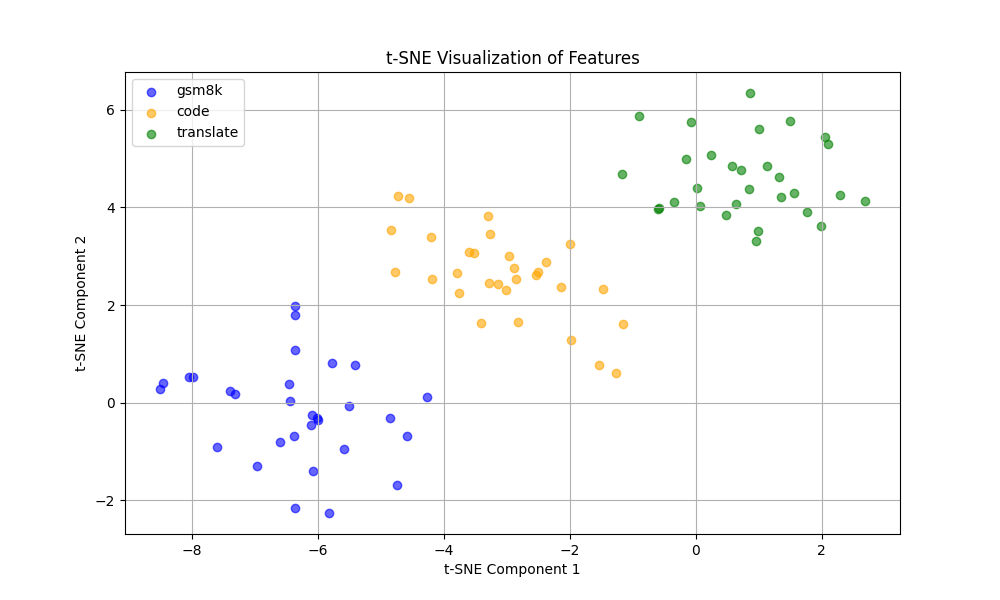 t-SNE Visualization of Features
gsm8k
code
translate
6
4
2
0
−2
t-SNE Component 2
−8
−6
−4
−2
0
2
t-SNE Component 1